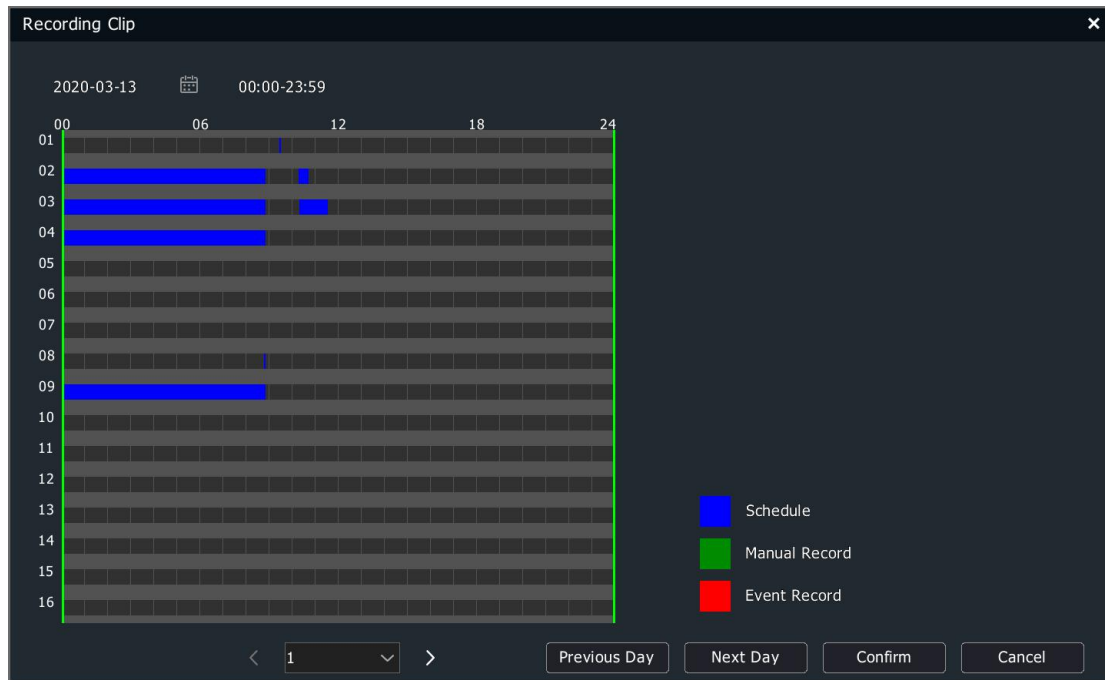 Recording Clip ×
2020-03-13 00:00-23:59
00 06 12 18 24
01
02
03
04
05
06
07
08
09
10
11
12
13
14
15
16
Schedule
Manual Record
Event Record
< 1 > Previous Day Next Day Confirm Cancel